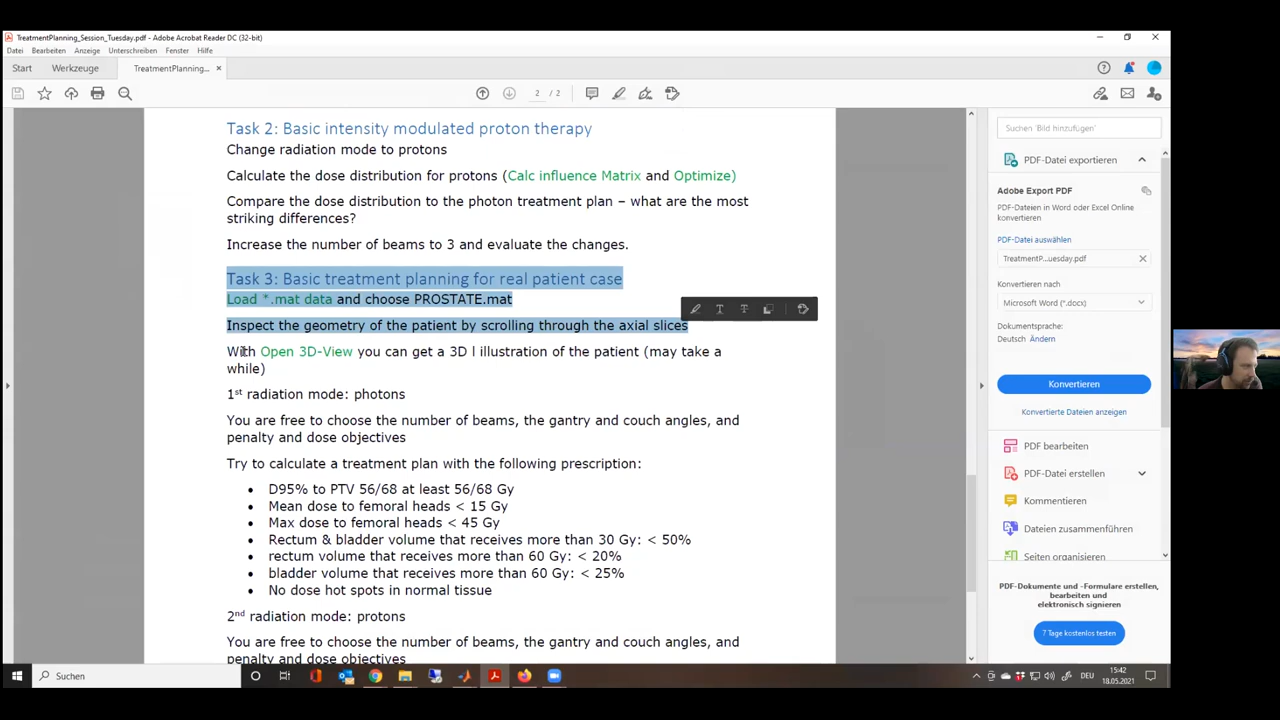 TreatmentPlanning_Session_Tuesday.pdf - Adobe Acrobat Reader DC (32-bit)
Datei Bearbeiten Anzeige Unterschreiben Fenster Hilfe
Start Werkzeuge TreatmentPlanning... ×
2 / 2
Task 2: Basic intensity modulated proton therapy
Change radiation mode to protons
Calculate the dose distribution for protons (Calc influence Matrix and Optimize)
Compare the dose distribution to the photon treatment plan – what are the most
striking differences?
Increase the number of beams to 3 and evaluate the changes.
Task 3: Basic treatment planning for real patient case
Load *.mat data and choose PROSTATE.mat
Inspect the geometry of the patient by scrolling through the axial slices
With Open 3D-View you can get a 3D l illustration of the patient (may take a
while)
1st radiation mode: photons
You are free to choose the number of beams, the gantry and couch angles, and
penalty and dose objectives
Try to calculate a treatment plan with the following prescription:
• D95% to PTV 56/68 at least 56/68 Gy
• Mean dose to femoral heads < 15 Gy
• Max dose to femoral heads < 45 Gy
• Rectum & bladder volume that receives more than 30 Gy: < 50%
• rectum volume that receives more than 60 Gy: < 20%
• bladder volume that receives more than 60 Gy: < 25%
• No dose hot spots in normal tissue
2nd radiation mode: protons
You are free to choose the number of beams, the gantry and couch angles, and
penalty and dose objectives
Suchen 'Bild hinzufügen'
PDF-Datei exportieren
Adobe Export PDF
PDF-Dateien in Word oder Excel Online
konvertieren
PDF-Datei auswählen
TreatmentP...uesday.pdf
Konvertieren nach
Microsoft Word (*.docx)
Dokumentsprache:
Deutsch Ändern
Konvertieren
Konvertierte Dateien anzeigen
PDF bearbeiten
PDF-Datei erstellen
Kommentieren
Dateien zusammenführen
Seiten organisieren
PDF-Dokumente und -Formulare erstellen,
bearbeiten und
elektronisch signieren
7 Tage kostenlos testen
Suchen
DEU
15:42
18.05.2021